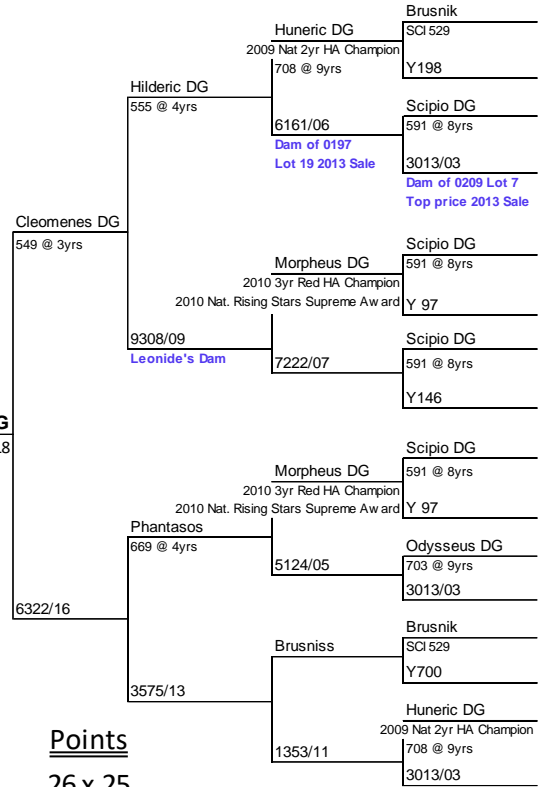 Brusnik
Huneric DG
SCI 529
2009 Nat 2yr HA Champion
708 @ 9yrs
Y198
Hilderic DG
555 @ 4yrs
Scipio DG
6161/06
591 @ 8yrs
Dam of 0197
Lot 19 2013 Sale
3013/03
Dam of 0209 Lot 7
Top price 2013 Sale
Cleomenes DG
549 @ 3yrs
Scipio DG
Morpheus DG
591 @ 8yrs
2010 3yr Red HA Champion
2010 Nat. Rising Stars Supreme Award
Y 97
9308/09
Leonide's Dam
Scipio DG
7222/07
591 @ 8yrs
Y146
G
18
Scipio DG
Morpheus DG
591 @ 8yrs
2010 3yr Red HA Champion
2010 Nat. Rising Stars Supreme Award
Y 97
Phantasos
669 @ 4yrs
Odysseus DG
5124/05
703 @ 9yrs
3013/03
6322/16
Brusnik
Brusniss
SCI 529
Y700
3575/13
Huneric DG
2009 Nat 2yr HA Champion
1353/11
708 @ 9yrs
3013/03
Points
26 x 25